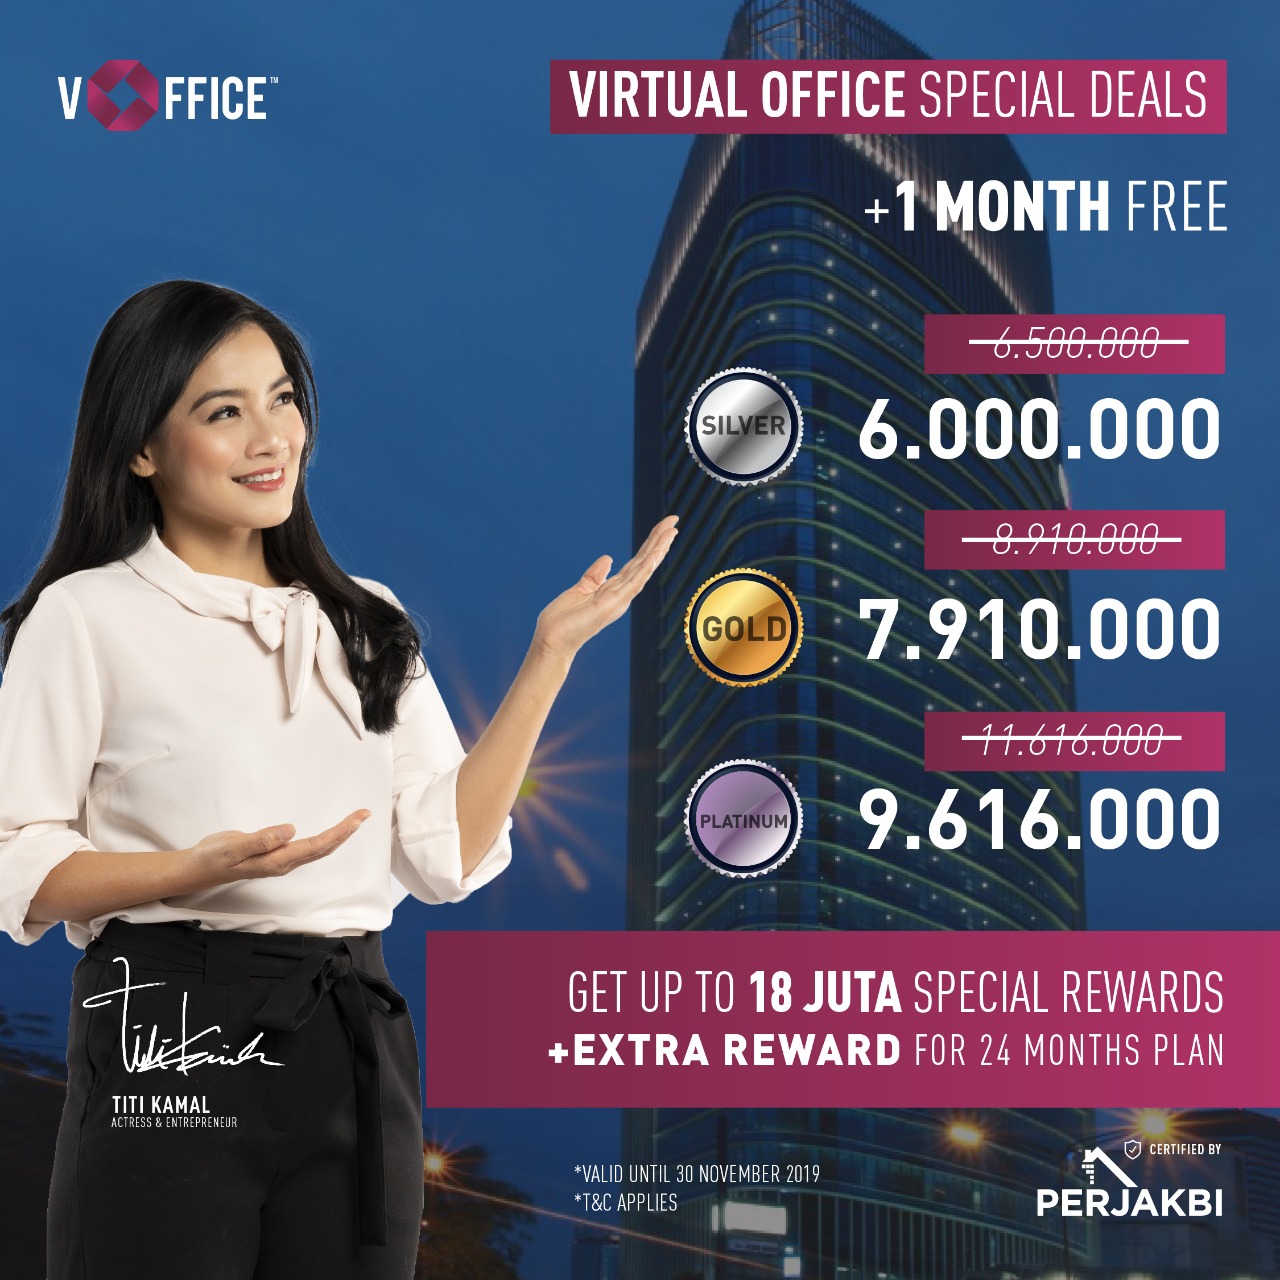 VOFFICE™
VIRTUAL OFFICE SPECIAL DEALS
+1 MONTH FREE
6.500.000
SILVER
6.000.000
8.910.000
GOLD
7.910.000
11.616.000
PLATINUM
9.616.000
GET UP TO 18 JUTA SPECIAL REWARDS
+EXTRA REWARD FOR 24 MONTHS PLAN
TITI KAMAL
ACTRESS & ENTREPRENEUR
*VALID UNTIL 30 NOVEMBER 2019
*T&C APPLIES
CERTIFIED BY
PERJAKBI